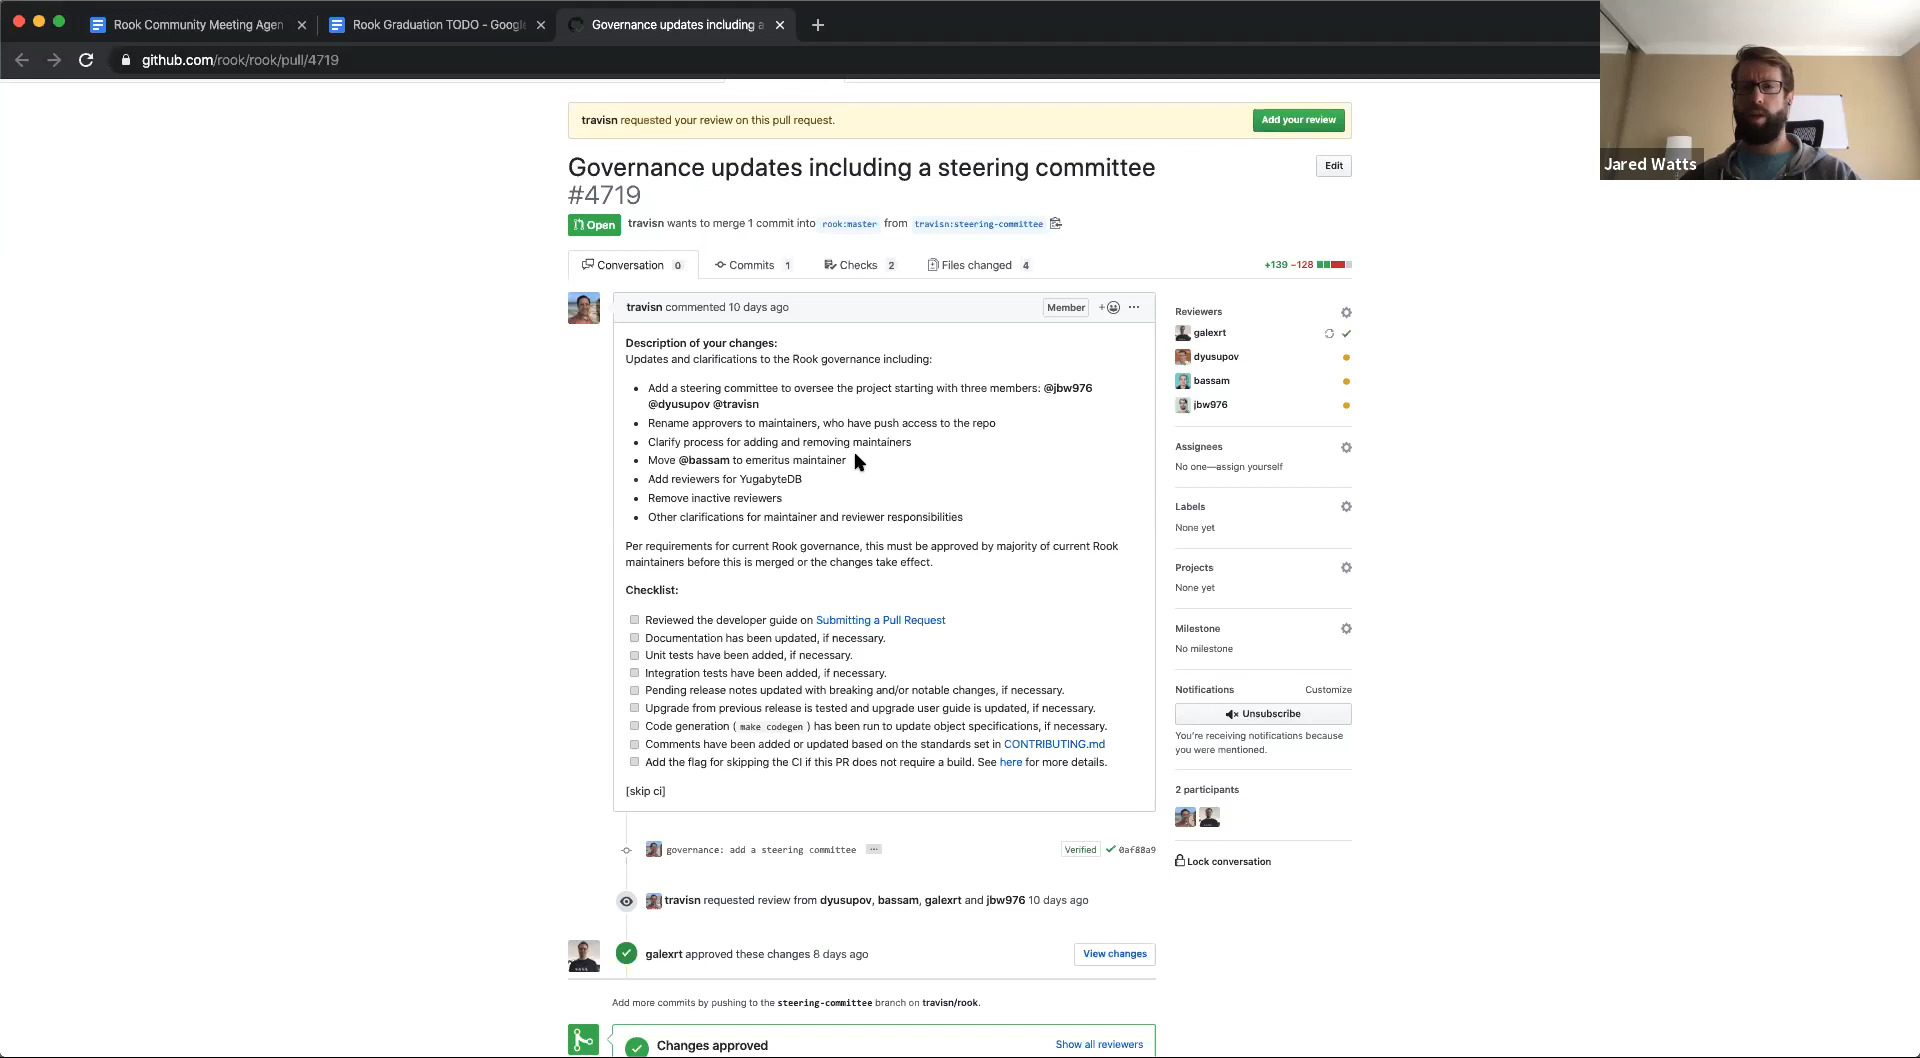 Rook Community Meeting Agen
Rook Graduation TODO - Google
Governance updates including a
github.com/rook/rook/pull/4719
Jared Watts
travisn requested your review on this pull request.
Add your review
Governance updates including a steering committee
#4719
Edit
Open
travisn wants to merge 1 commit into rook:master from travisn:steering-committee
Conversation 0
Commits 1
Checks 2
Files changed 4
+139 −128
travisn commented 10 days ago
Member
Description of your changes:
Updates and clarifications to the Rook governance including:
• Add a steering committee to oversee the project starting with three members: @jbw976
@dyusupov @travisn
• Rename approvers to maintainers, who have push access to the repo
• Clarify process for adding and removing maintainers
• Move @bassam to emeritus maintainer
• Add reviewers for YugabyteDB
• Remove inactive reviewers
• Other clarifications for maintainer and reviewer responsibilities
Per requirements for current Rook governance, this must be approved by majority of current Rook
maintainers before this is merged or the changes take effect.
Checklist:
Reviewed the developer guide on Submitting a Pull Request
Documentation has been updated, if necessary.
Unit tests have been added, if necessary.
Integration tests have been added, if necessary.
Pending release notes updated with breaking and/or notable changes, if necessary.
Upgrade from previous release is tested and upgrade user guide is updated, if necessary.
Code generation (make codegen) has been run to update object specifications, if necessary.
Comments have been added or updated based on the standards set in CONTRIBUTING.md
Add the flag for skipping the CI if this PR does not require a build. See here for more details.
[skip ci]
governance: add a steering committee ...
Verified
0af88a9
travisn requested review from dyusupov, bassam, galexrt and jbw976 10 days ago
galexrt approved these changes 8 days ago
View changes
Add more commits by pushing to the steering-committee branch on travisn/rook.
Changes approved
Show all reviewers
Reviewers
galexrt
dyusupov
bassam
jbw976
Assignees
No one—assign yourself
Labels
None yet
Projects
None yet
Milestone
No milestone
Notifications
Customize
Unsubscribe
You're receiving notifications because
you were mentioned.
2 participants
Lock conversation